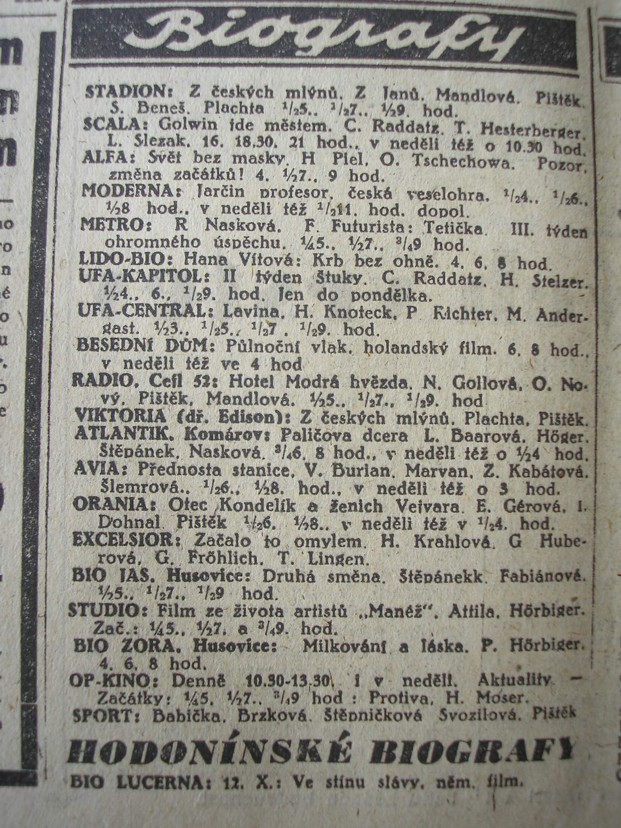 Biografy
STADION: Z českých mlýnů, Z Janů, Mandlová, Pištěk,
S. Beneš, Plachta ½5., ½7., ½9. hod.
SCALA: Golwin ide městem. C. Raddatz, T. Hesterberger,
L. Slezak, 16. 18.30, 21 hod., v neděli též o 10.30 hod.
ALFA: Svět bez masky, H Piel, O. Tschechowa. Pozor,
změna začátků! 4. ½7., 9 hod.
MODERNA: Jarčin profesor, česká veselohra. ½4., ½6.,
½8 hod., v neděli též ½11. hod. dopol.
METRO: R Nasková, F. Futurista: Tetička. III. týden
ohromného úspěchu. ¼5., ½7., ¾9 hod.
LIDO-BIO: Hana Vítová: Krb bez ohně. 4, 6, 8 hod.
UFA-KAPITOL: II týden Štuky. C. Raddatz, H. Stelzer.
½4., 6., ½9. hod. Jen do pondělka.
UFA-CENTRAL: Lavina, H. Knoteck, P. Richter, M. Ander-
gast. ½3., ½5., ½7 . ½9. hod.
BESEDNÍ DŮM: Půlnoční vlak, holandský film. 6, 8 hod.,
v neděli též ve 4 hod
RADIO, Cefl 52: Hotel Modrá hvězda, N. Gollová, O. No-
vý, Pištěk, Mandlová. ½5., ½7., ½9. hod
VIKTORIA (dř. Edison): Z českých mlýnů, Plachta, Pištěk.
ATLANTIK, Komárov: Paličova dcera L. Baarová, Höger,
Štěpánek, Nasková. ¾6, 8 hod., v neděli též o ¼4 hod.
AVIA: Přednosta stanice, V. Burian, Marvan, Z. Kabátová,
Šlemrová., ½6., ½8. hod., v neděli též o 3 hod.
ORANIA: Otec Kondelík a ženich Vejvara. E. Gérová, I.
Dohnal Pištěk ½6. ½8., v neděli též v ½4. hod.
EXCELSIOR: Začalo to omylem. H. Krahlová, G Hube-
rová, G. Fröhlich, T. Lingen.
BIO JAS, Husovice: Druhá směna. Štěpánekk, Fabiánová.
½5., ½7., ½9 hod.
STUDIO: Film ze života artistů „Manéž“, Attila, Hörbiger.
Zač.: ¼5., ½7. a ¾9. hod.
BIO ZORA, Husovice: Milkování a láska, P. Hörbiger.
4. 6, 8 hod.
OP-KINO: Denně 10.30-13.30, i v neděli. Aktuality —
Začátky: ¼5, ½7., ¾9 hod : Protiva, H. Moser.
SPORT: Babička, Brzková, Štěpničková Svozilová, Pištěk
HODONÍNSKÉ BIOGRAFY
BIO LUCERNA: 12. X.: Ve stínu slávy, něm. film.